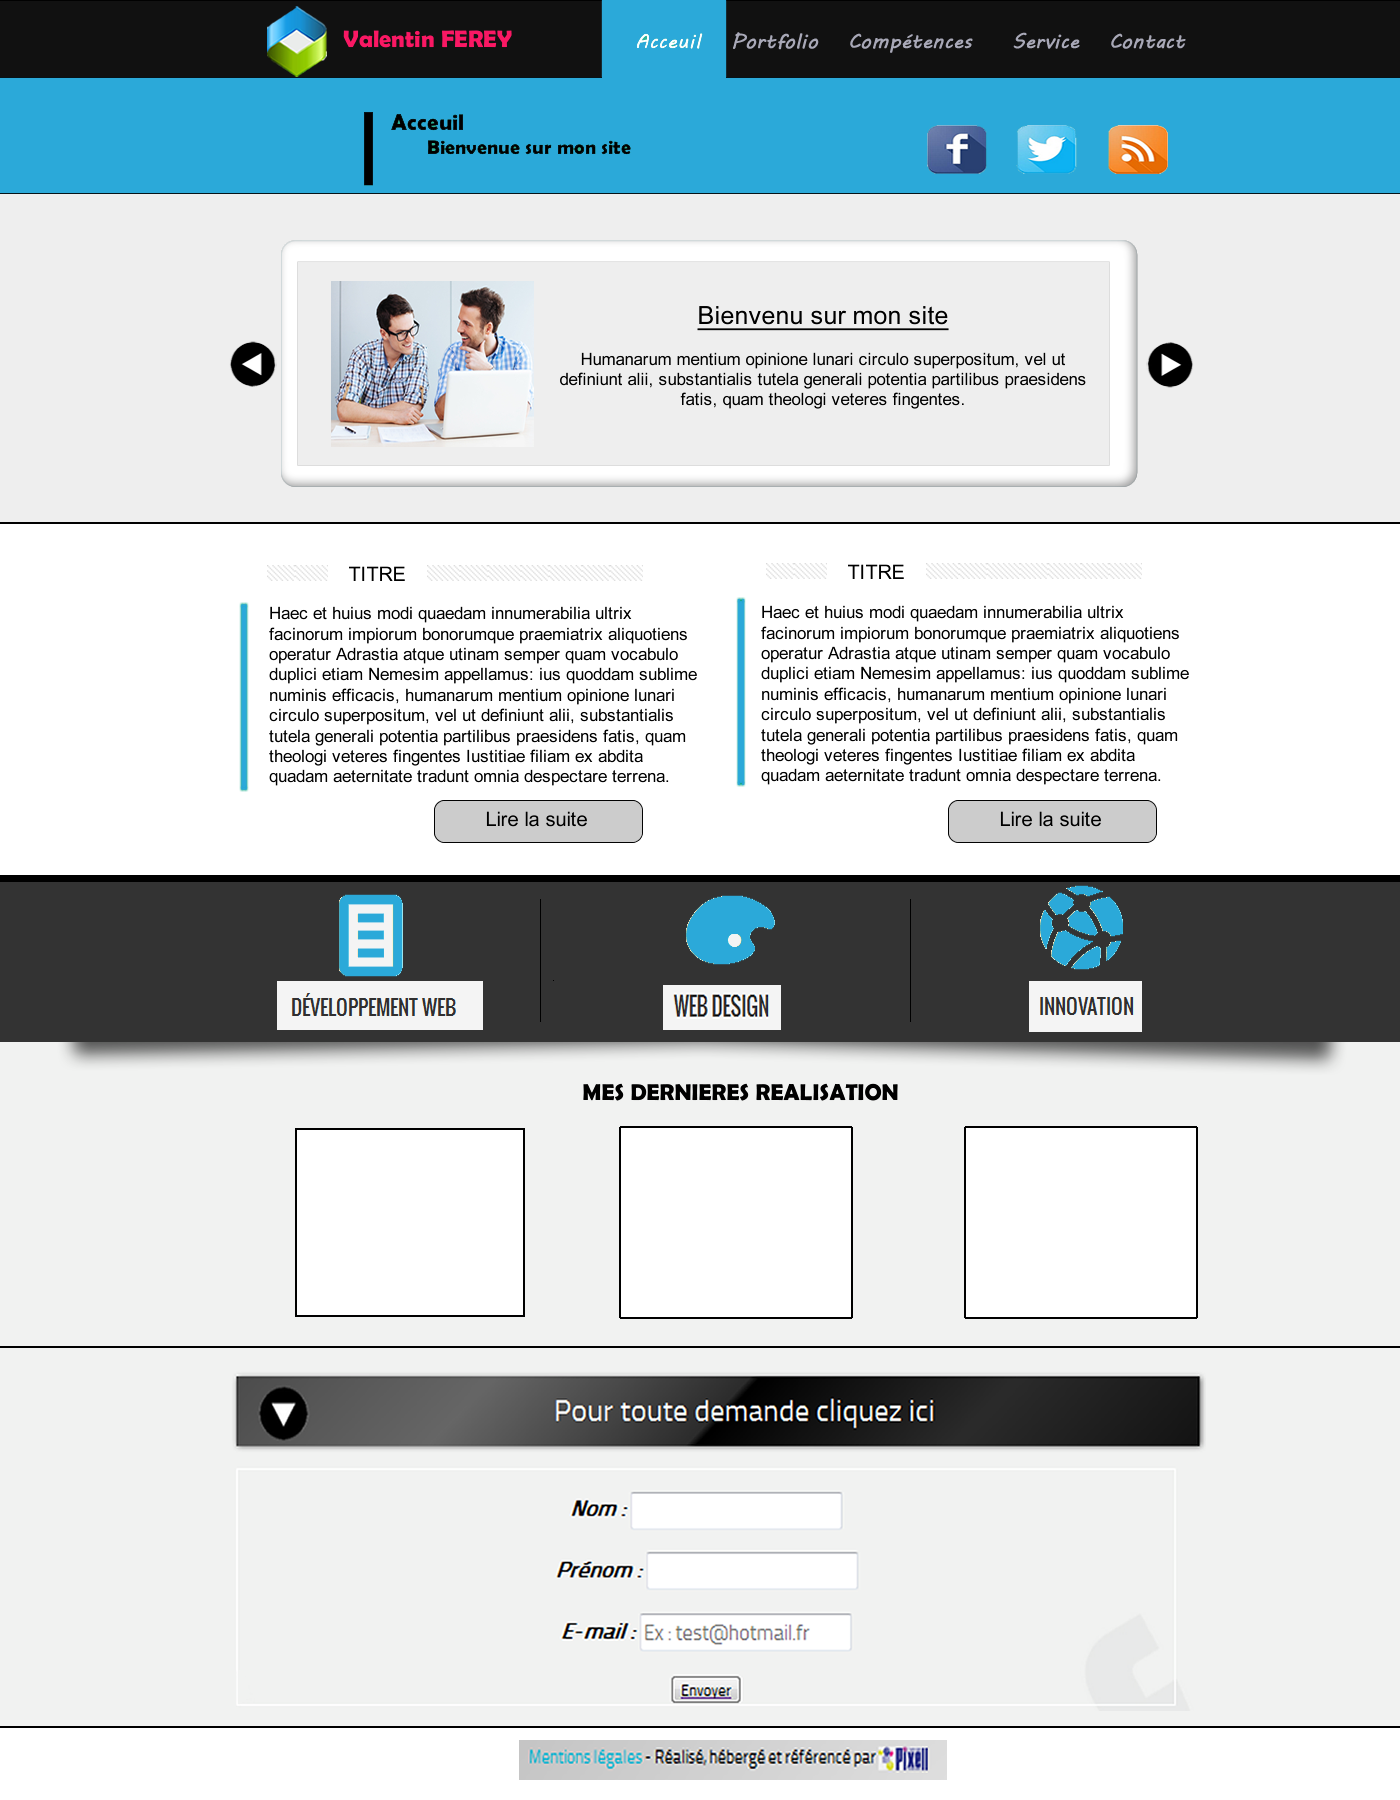 Valentin FEREY
Acceuil
Portfolio
Compétences
Service
Contact
Acceuil
Bienvenue sur mon site
Bienvenu sur mon site
Humanarum mentium opinione lunari circulo superpositum, vel ut
definiunt alii, substantialis tutela generali potentia partilibus praesidens
fatis, quam theologi veteres fingentes.
TITRE
Haec et huius modi quaedam innumerabilia ultrix
facinorum impiorum bonorumque praemiatrix aliquotiens
operatur Adrastia atque utinam semper quam vocabulo
duplici etiam Nemesim appellamus: ius quoddam sublime
numinis efficacis, humanarum mentium opinione lunari
circulo superpositum, vel ut definiunt alii, substantialis
tutela generali potentia partilibus praesidens fatis, quam
theologi veteres fingentes Iustitiae filiam ex abdita
quadam aeternitate tradunt omnia despectare terrena.
Lire la suite
TITRE
Haec et huius modi quaedam innumerabilia ultrix
facinorum impiorum bonorumque praemiatrix aliquotiens
operatur Adrastia atque utinam semper quam vocabulo
duplici etiam Nemesim appellamus: ius quoddam sublime
numinis efficacis, humanarum mentium opinione lunari
circulo superpositum, vel ut definiunt alii, substantialis
tutela generali potentia partilibus praesidens fatis, quam
theologi veteres fingentes Iustitiae filiam ex abdita
quadam aeternitate tradunt omnia despectare terrena.
Lire la suite
DÉVELOPPEMENT WEB
WEB DESIGN
INNOVATION
MES DERNIERES REALISATION
Pour toute demande cliquez ici
Nom :
Prénom :
E-mail : Ex : test@hotmail.fr
Envoyer
Mentions légales - Réalisé, hébergé et référencé par Pixell